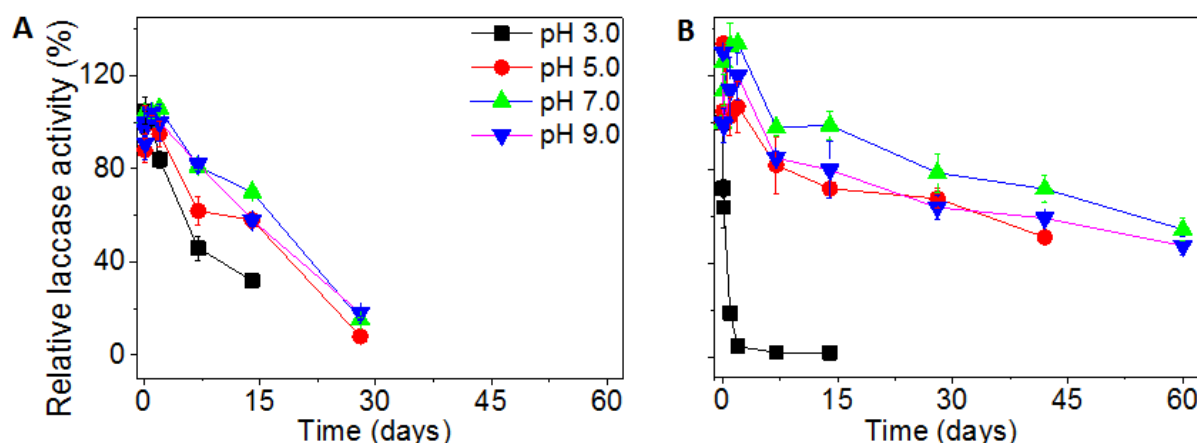 A
B
Relative laccase activity (%)
120
80
40
0
pH 3.0
pH 5.0
pH 7.0
pH 9.0
0 15 30 45 60
0 15 30 45 60
Time (days)
Time (days)